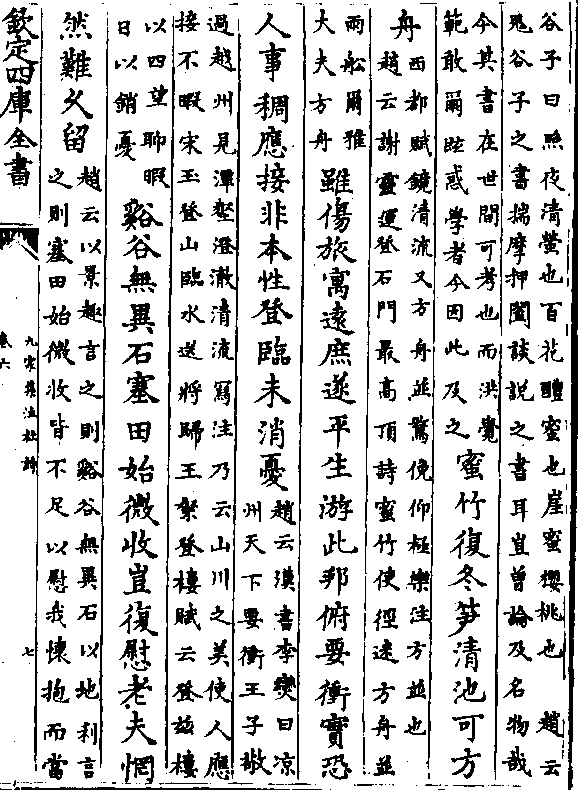 谷子曰照夜清螢也百花醴蜜也崖蜜櫻桃也 趙云
鬼谷子之書揣摩押闔談説之書耳豈曾論及名物哉
今其書在世間可考也而洪覺
範敢爾欺惑學者今因此及之
蜜竹復冬笋清池可方
舟
西都賦鏡清流又方舟並驁俛仰極樂注方並也
趙云謝靈運登石門最高頂詩蜜竹使徑迷方舟並
兩舩爾雅
大夫方舟
雖傷旅寓遠庶遂平生游此邦俯要衝實恐
人事稠應接非本性登臨未消憂
趙云漢書李燮曰凉
州天下要衝王子敬
過越州見潭壑澄澈清流寫注乃云山川之美使人應
接不暇宋玉登山臨水送將歸王粲登樓賦云登兹樓
以四望聊暇
日以銷憂
谿谷無異石塞田始微收豈復慰老夫惘
然難久留
趙云以景趣言之則谿谷無異石以地利言
之則塞田始微收皆不足以慰我懷抱而當
欽定四庫全書
九家集注杜詩
卷六
七